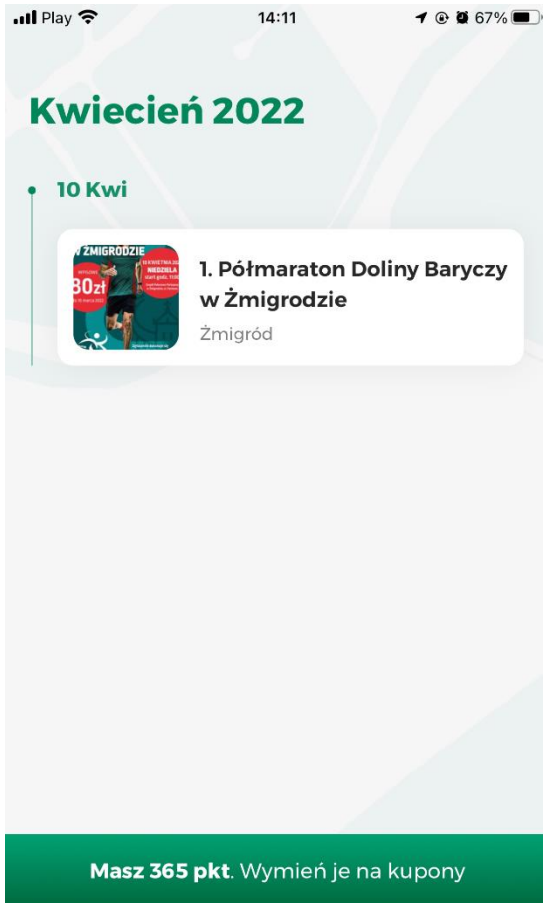 Play
14:11
67%
Kwiecień 2022
10 Kwi
W ŻMIGRODZIE
80zł
NIEDZIELA
1. Półmaraton Doliny Baryczy
w Żmigrodzie
Żmigród
Masz 365 pkt. Wymień je na kupony